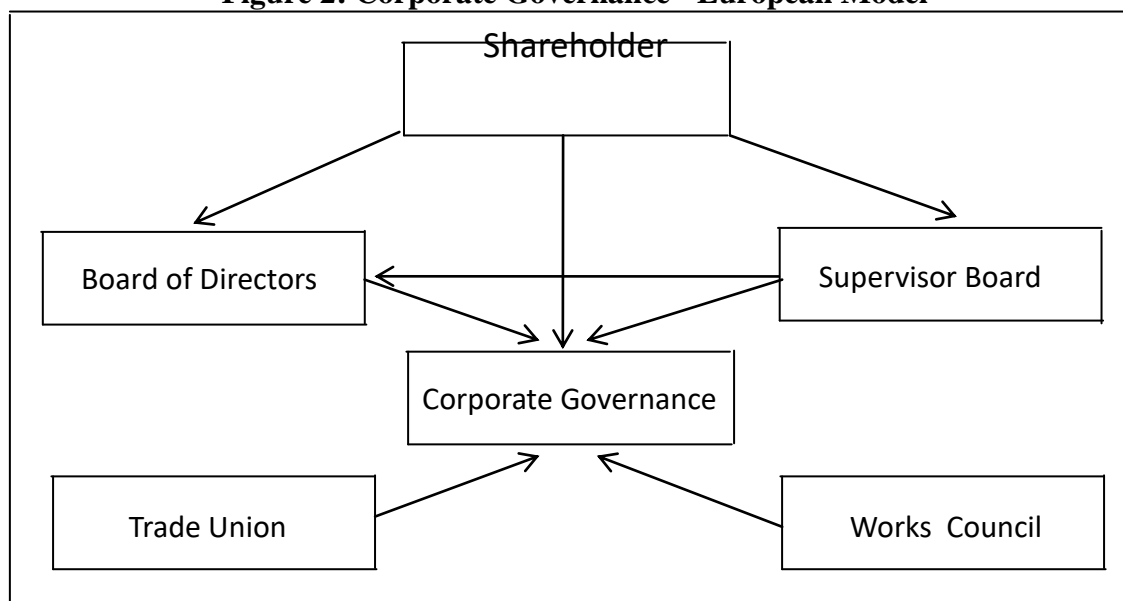 Figure 2: Corporate Governance - European Model
Shareholder
Board of Directors
Supervisor Board
Corporate Governance
Trade Union
Works Council